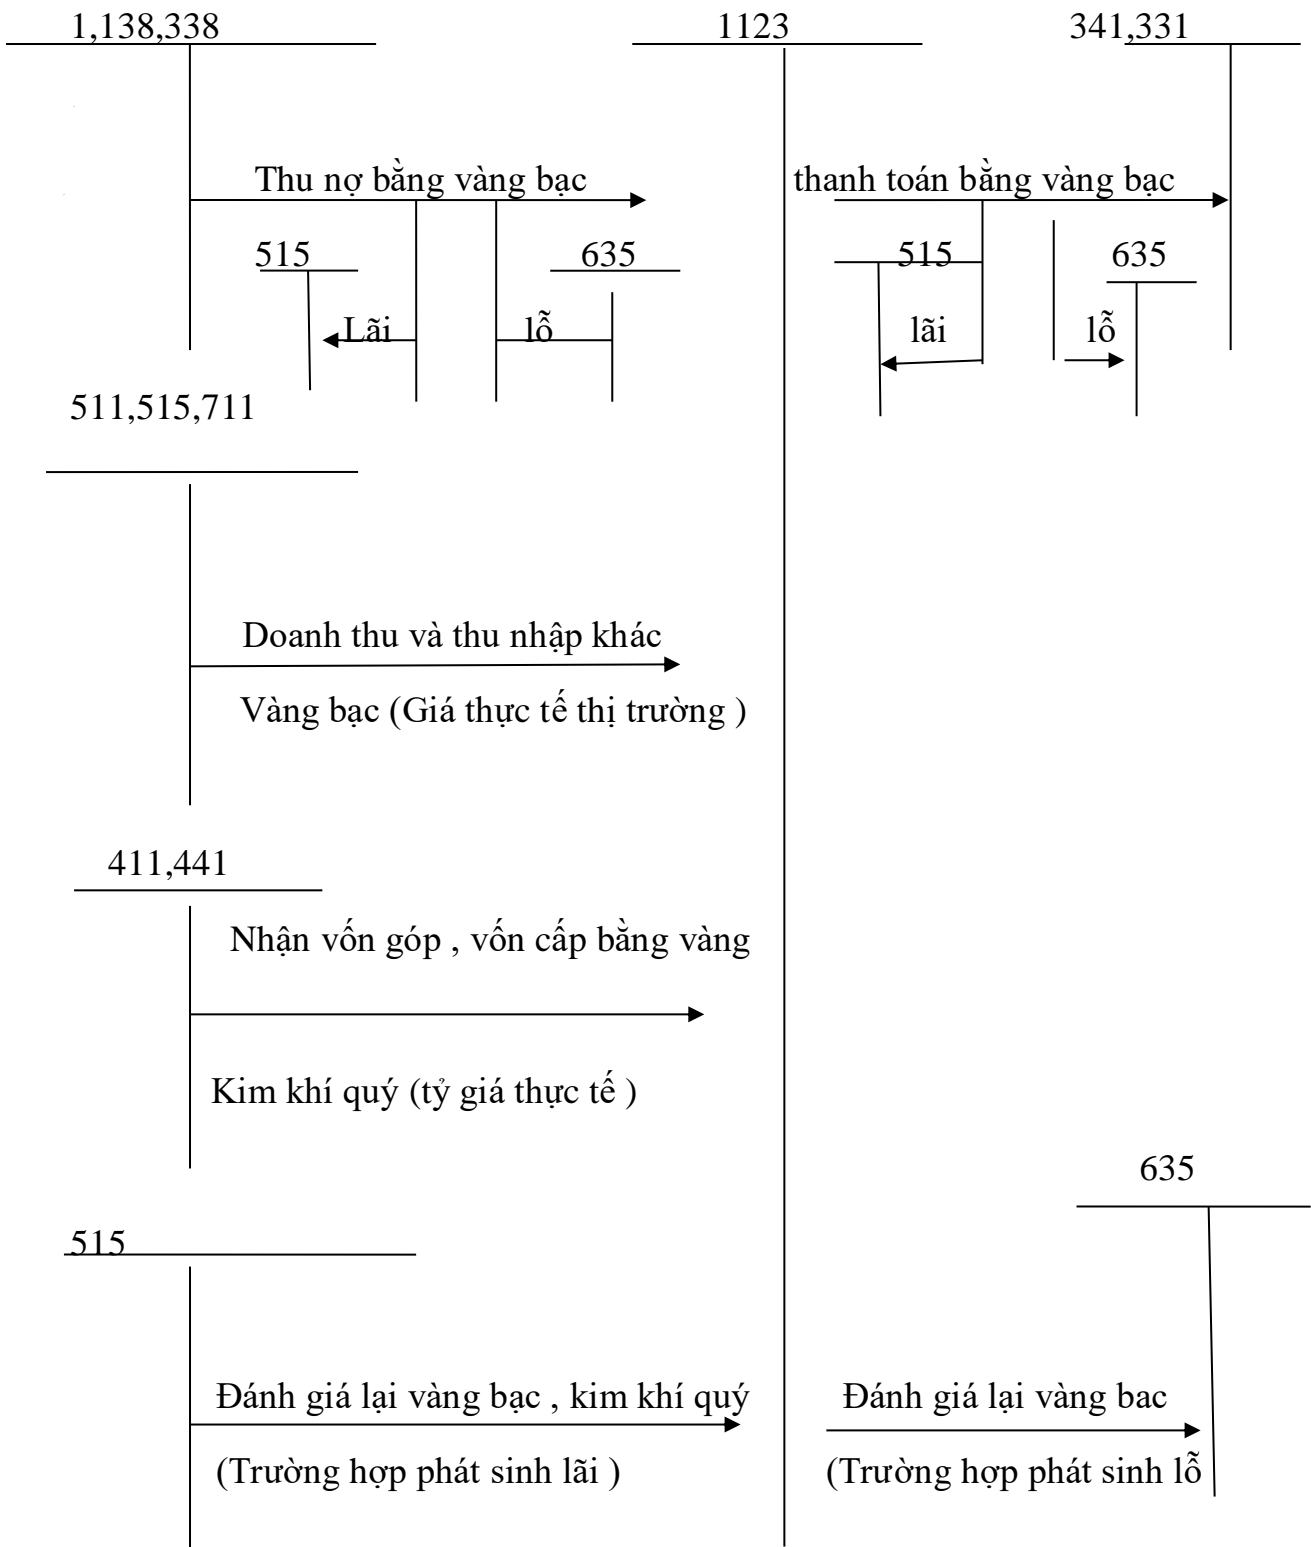 1,138,338
1123
341,331
Thu nợ bằng vàng bạc
thanh toán bằng vàng bạc
515
635
515
635
Lãi
lỗ
lãi
lỗ
511,515,711
Doanh thu và thu nhập khác
Vàng bạc (Giá thực tế thị trường )
411,441
Nhận vốn góp , vốn cấp bằng vàng
Kim khí quý (tỷ giá thực tế )
635
515
Đánh giá lại vàng bạc , kim khí quý
Đánh giá lại vàng bac
(Trường hợp phát sinh lãi )
(Trường hợp phát sinh lỗ